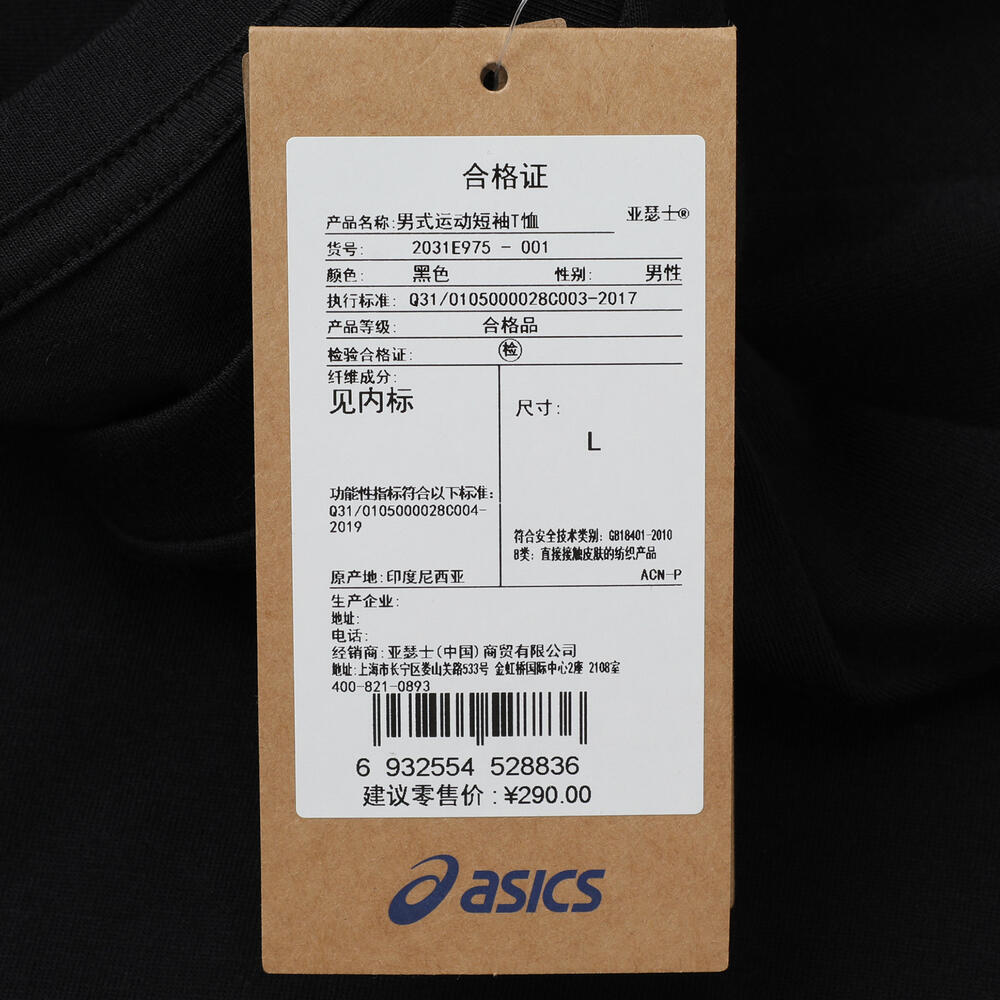 合格证
亚瑟士®
产品名称:男式运动短袖T恤
货号: 2031E975 - 001
颜色: 黑色 性别: 男性
执行标准: Q31/0105000028C003-2017
产品等级: 合格品
检验合格证: 检
纤维成分:
见内标
尺寸:
L
功能性指标符合以下标准:
Q31/0105000028C004-
2019
符合安全技术类别: GB18401-2010
B类: 直接接触皮肤的纺织产品
原产地:印度尼西亚
ACN-P
生产企业:
地址:
电话:
经销商:亚瑟士(中国)商贸有限公司
地址:上海市长宁区娄山关路533号 金虹桥国际中心2座 2108室
400-821-0893
6 932554 528836
建议零售价:¥290.00
asics